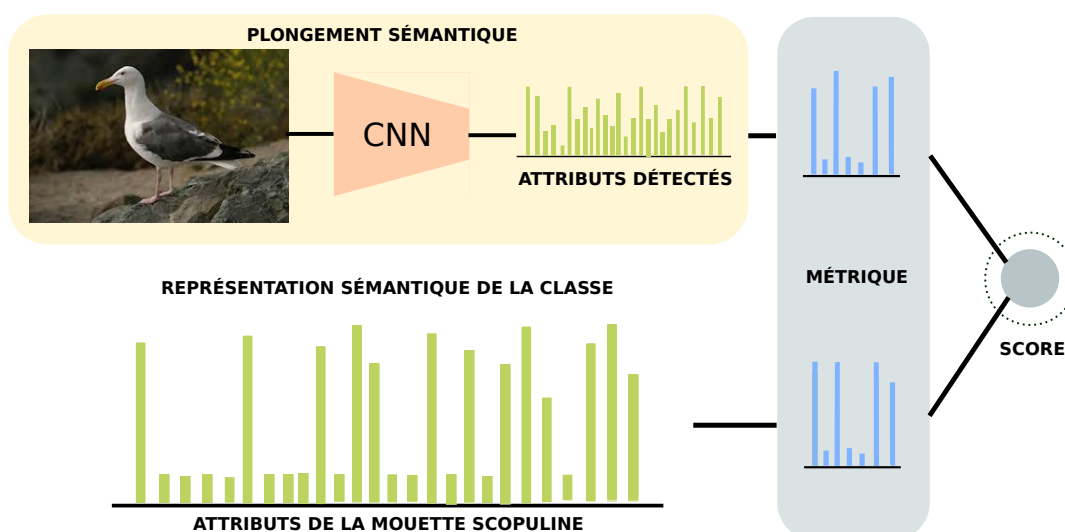 PLONGEMENT SÉMANTIQUE
CNN
ATTRIBUTS DÉTECTÉS
MÉTRIQUE
REPRÉSENTATION SÉMANTIQUE DE LA CLASSE
SCORE
ATTRIBUTS DE LA MOUETTE SCOPULINE